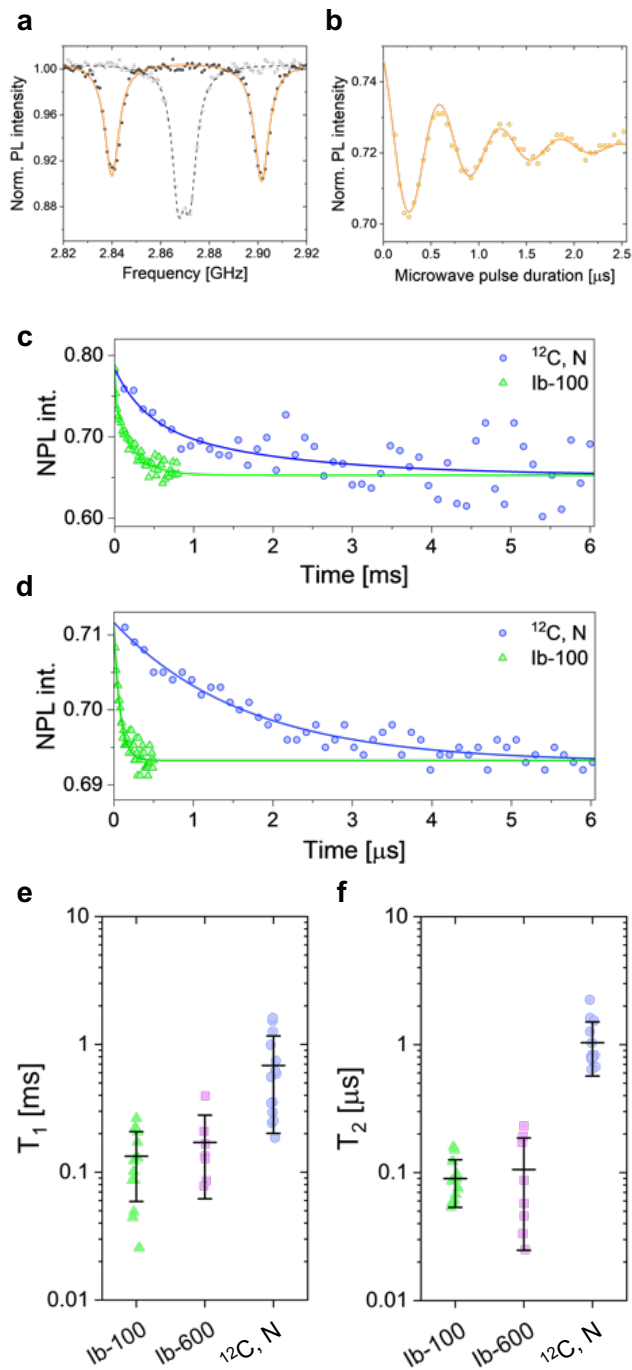 a
Norm. PL intensity
1.00
0.96
0.92
0.88
2.82
2.84
2.86
2.88
2.90
2.92
Frequency [GHz]
b
Norm. PL intensity
0.74
0.72
0.70
0.0
0.5
1.0
1.5
2.0
2.5
Microwave pulse duration [µs]
c
NPL int.
0.80
0.70
0.60
¹²C, N
Ib-100
0
1
2
3
4
5
6
Time [ms]
d
NPL int.
0.71
0.70
0.69
¹²C, N
Ib-100
0
1
2
3
4
5
6
Time [µs]
e
T₁ [ms]
10
1
0.1
0.01
Ib-100
Ib-600
¹²C, N
f
T₂ [µs]
10
1
0.1
0.01
Ib-100
Ib-600
¹²C, N